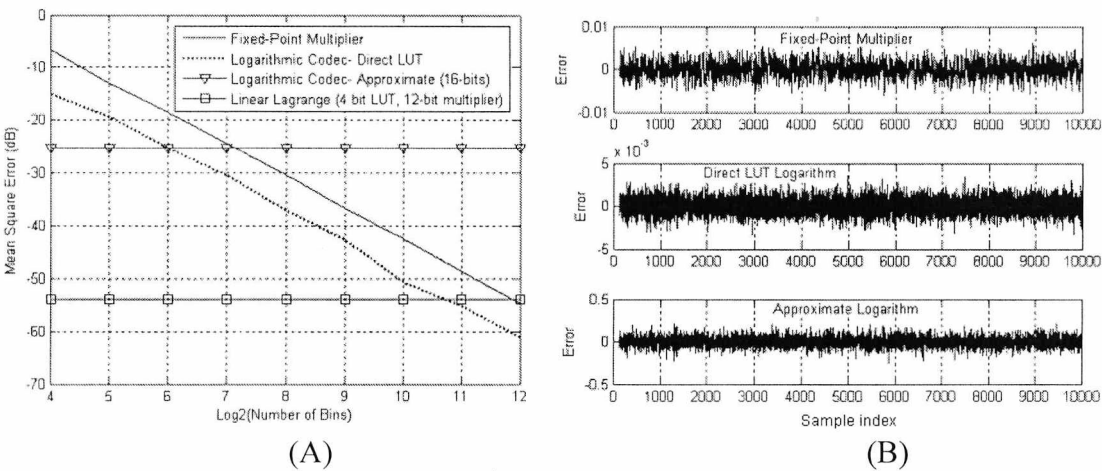 0
-10
-20
-30
-40
-50
-60
-70
Mean Square Error (dB)
Fixed-Point Multiplier
Logarithmic Codec- Direct LUT
Logarithmic Codec- Approximate (16-bits)
Linear Lagrange (4 bit LUT, 12-bit multiplier)
4 5 6 7 8 9 10 11 12
Log2(Number of Bins)
(A)
0.01
0
-0.01
Error
Fixed-Point Multiplier
0 1000 2000 3000 4000 5000 6000 7000 8000 9000 10000
x 10-3
5
0
-5
Error
Direct LUT Logarithm
0 1000 2000 3000 4000 5000 6000 7000 8000 9000 10000
0.5
0
-0.5
Error
Approximate Logarithm
0 1000 2000 3000 4000 5000 6000 7000 8000 9000 10000
Sample index
(B)